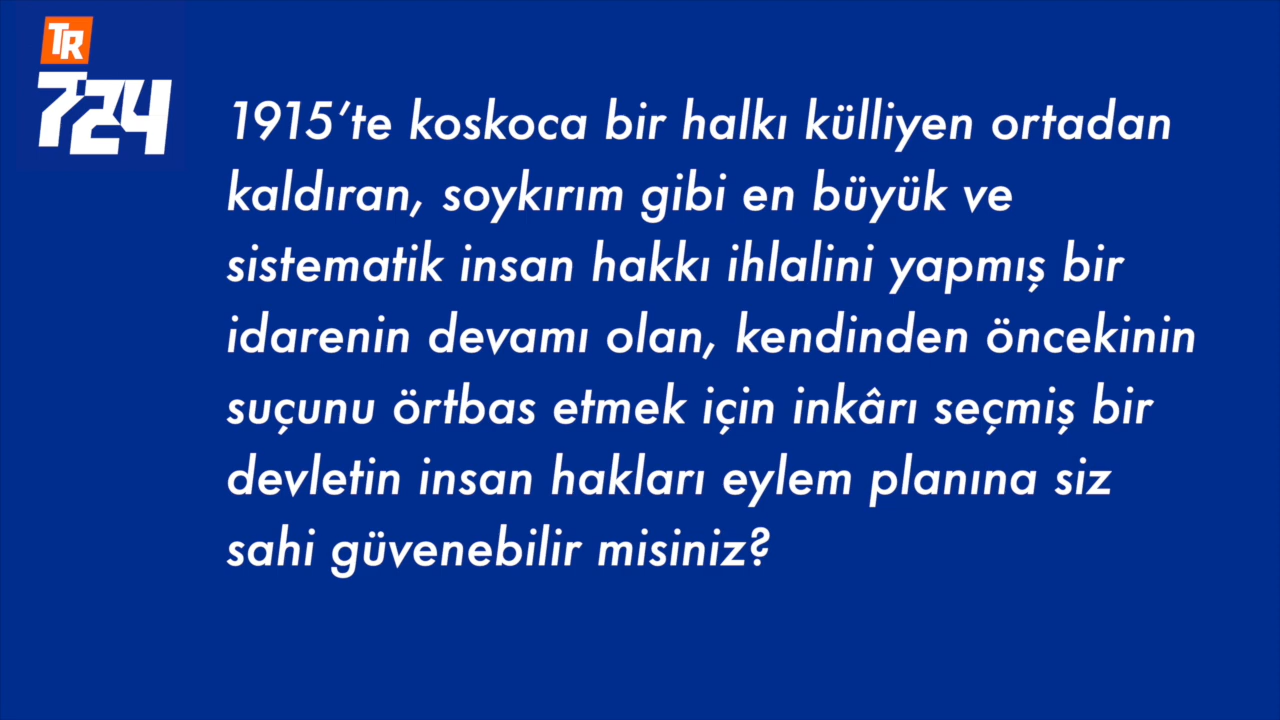 TR
724
1915’te koskoca bir halkı külliyen ortadan
kaldıran, soykırım gibi en büyük ve
sistematik insan hakkı ihlalini yapmış bir
idarenin devamı olan, kendinden öncekinin
suçunu örtbas etmek için inkârı seçmiş bir
devletin insan hakları eylem planına siz
sahi güvenebilir misiniz?